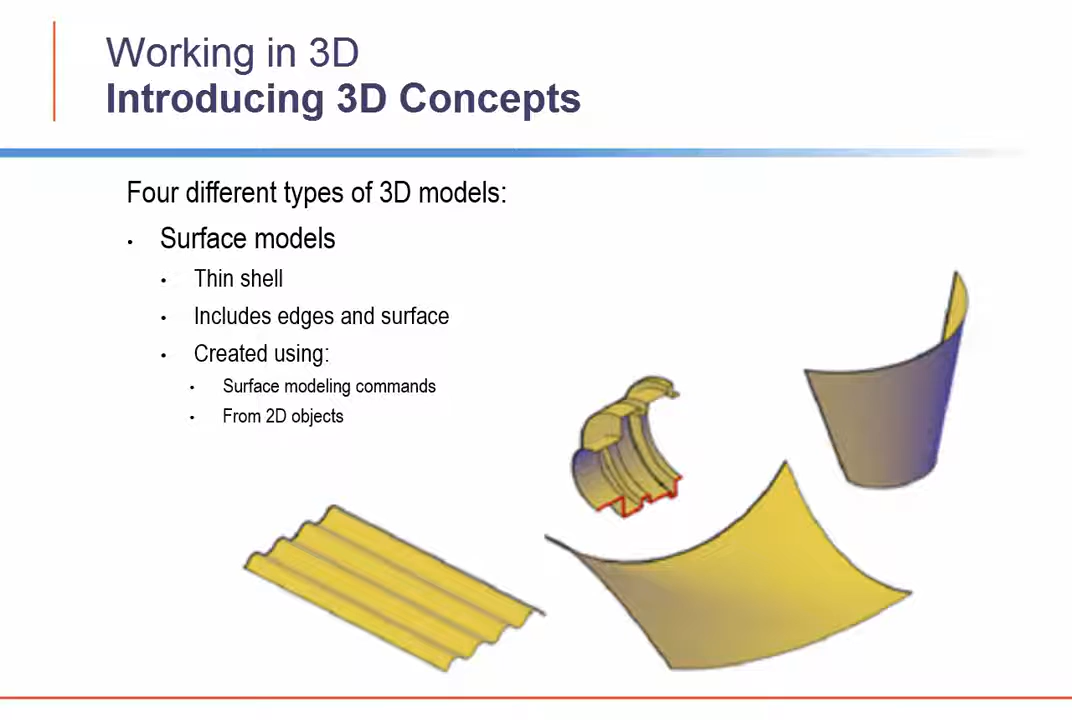 Working in 3D
Introducing 3D Concepts
Four different types of 3D models:
• Surface models
• Thin shell
• Includes edges and surface
• Created using:
• Surface modeling commands
• From 2D objects